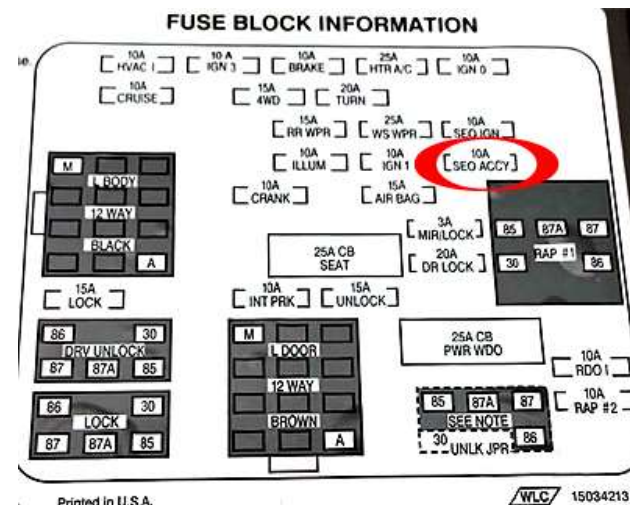 FUSE BLOCK INFORMATION
10A HVAC I
10 A IGN 3
10A BRAKE
25A HTR A/C
10A IGN 0
10A CRUISE
15A 4WD
20A TURN
15A RR WPR
25A WS WPR
10A SEO IGN
10A ILLUM
10A IGN 1
10A SEO ACCY
10A CRANK
15A AIR BAG
M
L BODY
12 WAY
BLACK
A
3A MIR/LOCK
20A DR LOCK
85 87A 87
RAP #1
30 86
25A CB
SEAT
15A LOCK
10A INT PRK
15A UNLOCK
86 30
DRV UNLOCK
87 87A 85
M
L DOOR
12 WAY
BROWN
A
25A CB
PWR WDO
10A RDO I
10A RAP #2
86 30
LOCK
87 87A 85
85 87A 87
SEE NOTE
30 86
UNLK JPR
Printed in U.S.A.
WLC 15034213